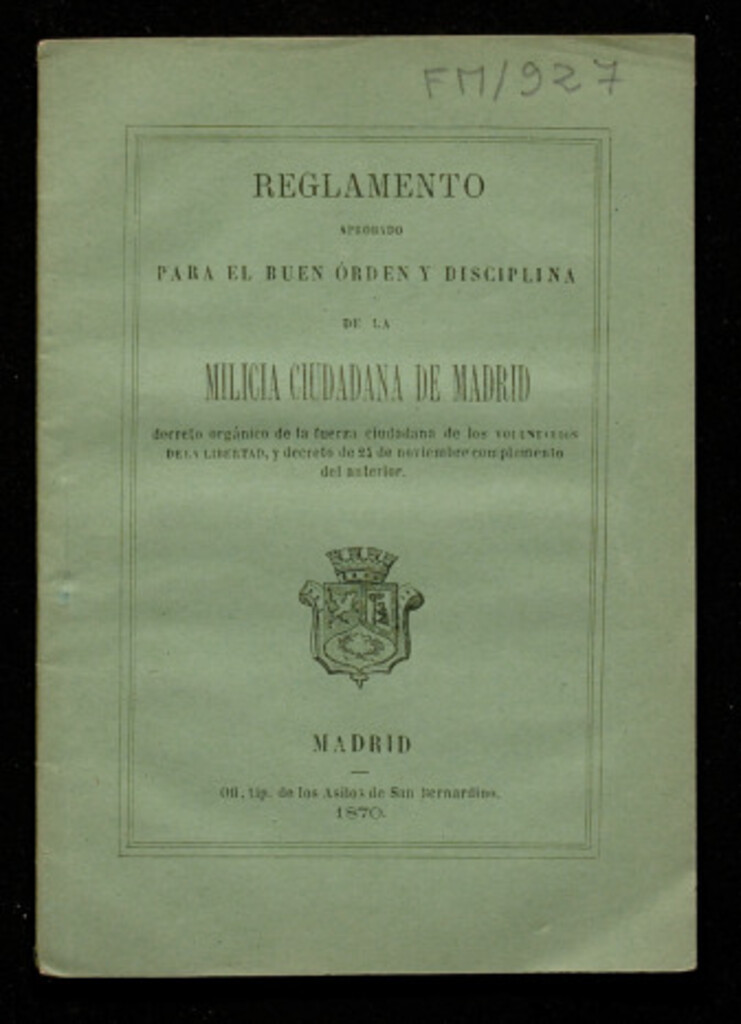 FM/927
REGLAMENTO
APROBADO
PARA EL BUEN ÓRDEN Y DISCIPLINA
DE LA
MILICIA CIUDADANA DE MADRID
decreto orgánico de la fuerza ciudadana de los VOLUNTARIOS
DE LA LIBERTAD, y decreto de 24 de noviembre complemento
del anterior.
MADRID
Ofi. tip. de los Asilos de San Bernardino.
1870.